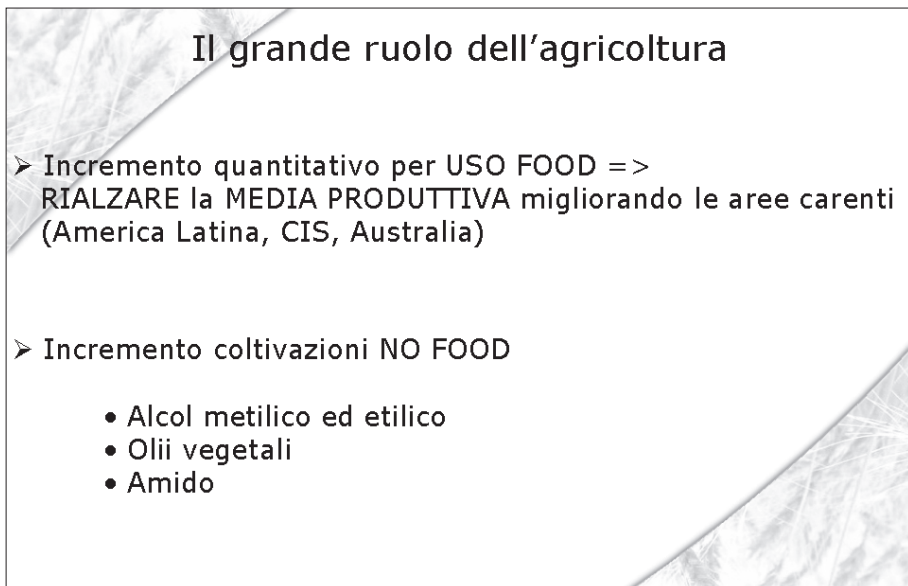 Il grande ruolo dell'agricoltura
➢ Incremento quantitativo per USO FOOD =>
RIALZARE la MEDIA PRODUTTIVA migliorando le aree carenti
(America Latina, CIS, Australia)
➢ Incremento coltivazioni NO FOOD
• Alcol metilico ed etilico
• Olii vegetali
• Amido